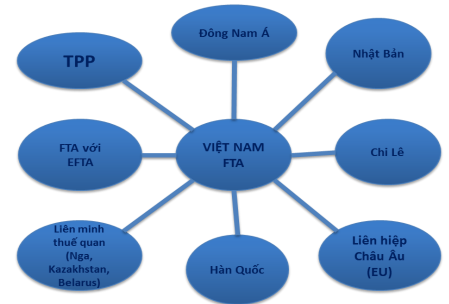 Đông Nam Á
TPP
Nhật Bản
FTA với
EFTA
VIỆT NAM
FTA
Chi Lê
Liên minh
thuế quan
(Nga,
Kazakhstan,
Belarus)
Hàn Quốc
Liên hiệp
Châu Âu
(EU)